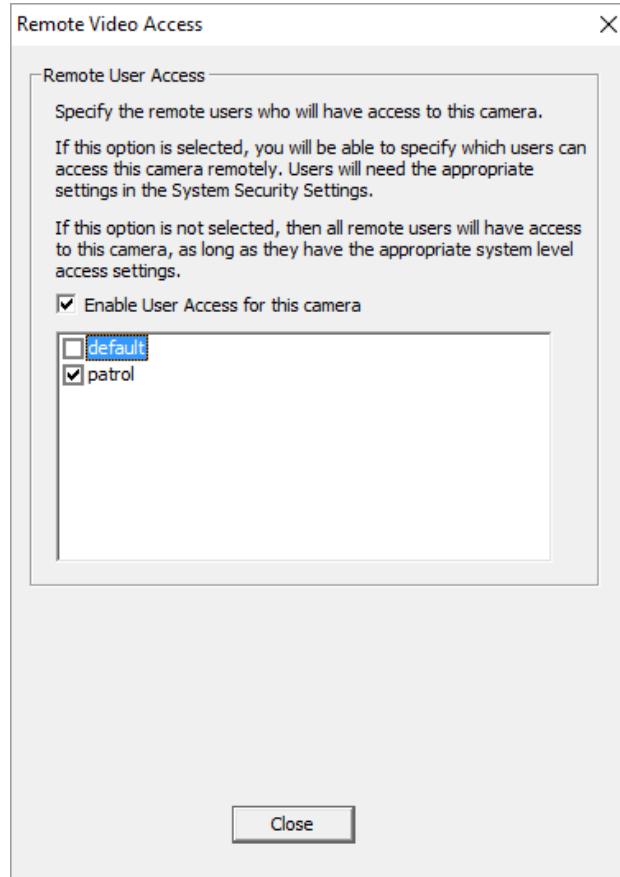 Remote Video Access
Remote User Access
Specify the remote users who will have access to this camera.
If this option is selected, you will be able to specify which users can
access this camera remotely. Users will need the appropriate
settings in the System Security Settings.
If this option is not selected, then all remote users will have access
to this camera, as long as they have the appropriate system level
access settings.
Enable User Access for this camera
default
patrol
Close